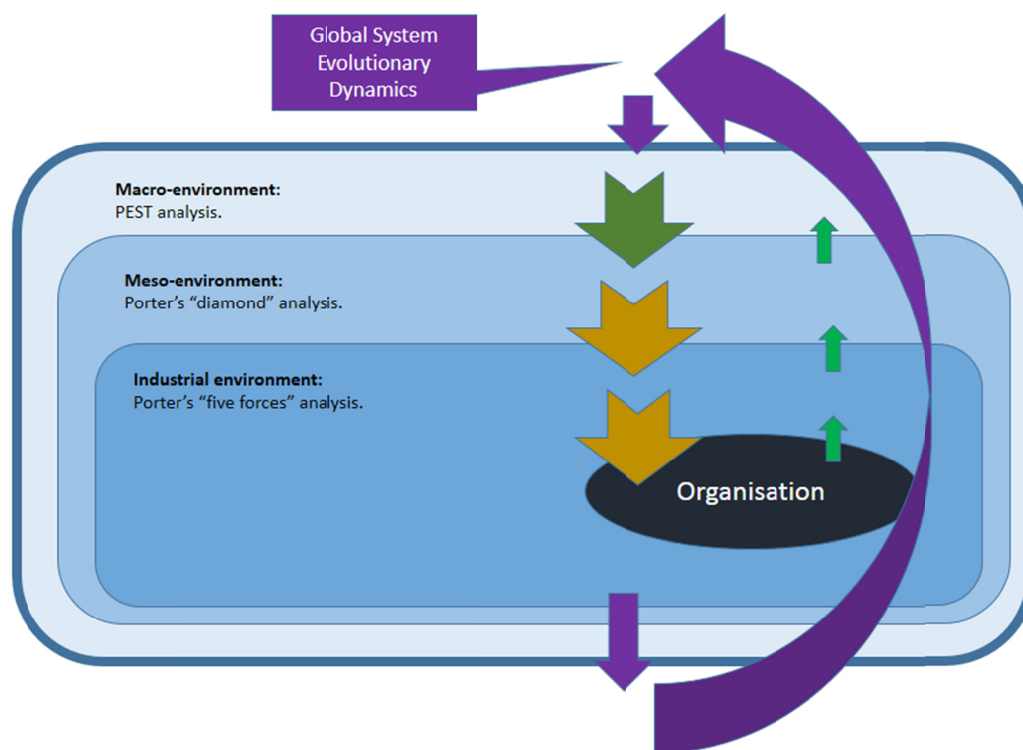 Global System
Evolutionary
Dynamics
Macro-environment:
PEST analysis.
Meso-environment:
Porter’s “diamond” analysis.
Industrial environment:
Porter’s “five forces” analysis.
Organisation